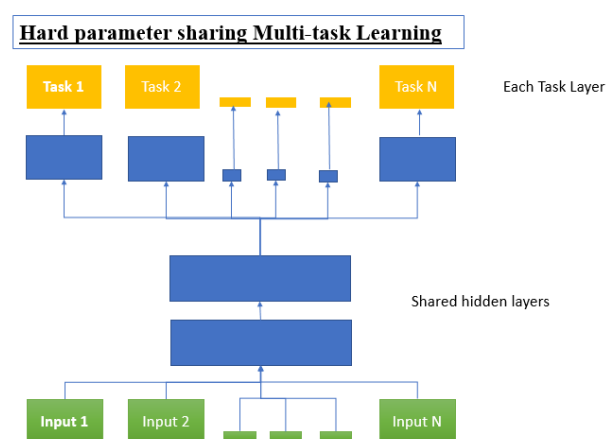 Hard parameter sharing Multi-task Learning
Task 1 Task 2 Task N Each Task Layer
Shared hidden layers
Input 1 Input 2 Input N